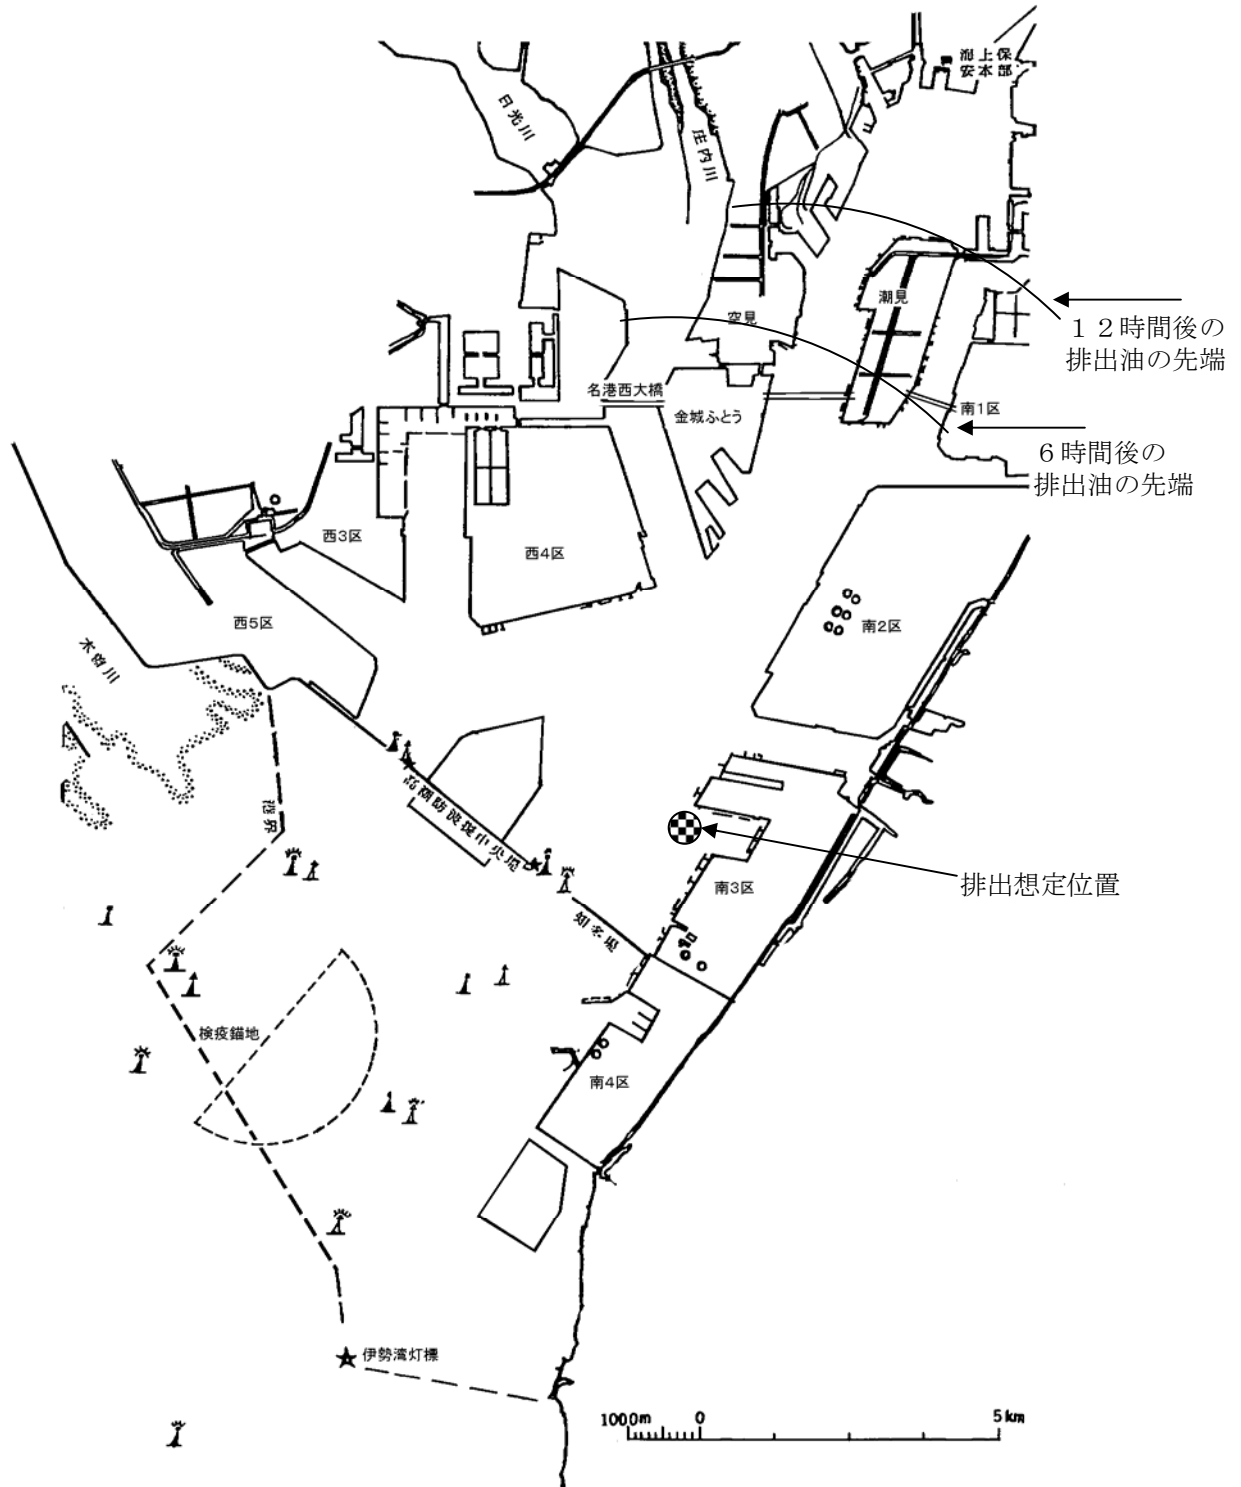 海上保
安本部
日光川
庄内川
潮見
空見
12時間後の
排出油の先端
名港西大橋
金城ふとう
南1区
6時間後の
排出油の先端
西3区
西4区
西5区
南2区
木曽川
港界
高潮防波堤中央堤
排出想定位置
南3区
知多堤
検疫錨地
南4区
伊勢湾灯標
1000m 0 5km